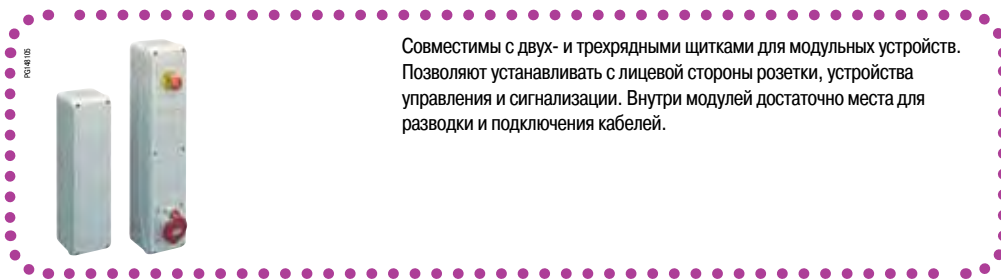 PG148105
Совместимы с двух- и трехрядными щитками для модульных устройств.
Позволяют устанавливать с лицевой стороны розетки, устройства
управления и сигнализации. Внутри модулей достаточно места для
разводки и подключения кабелей.